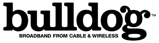 bulldog™
BROADBAND FROM CABLE & WIRELESS